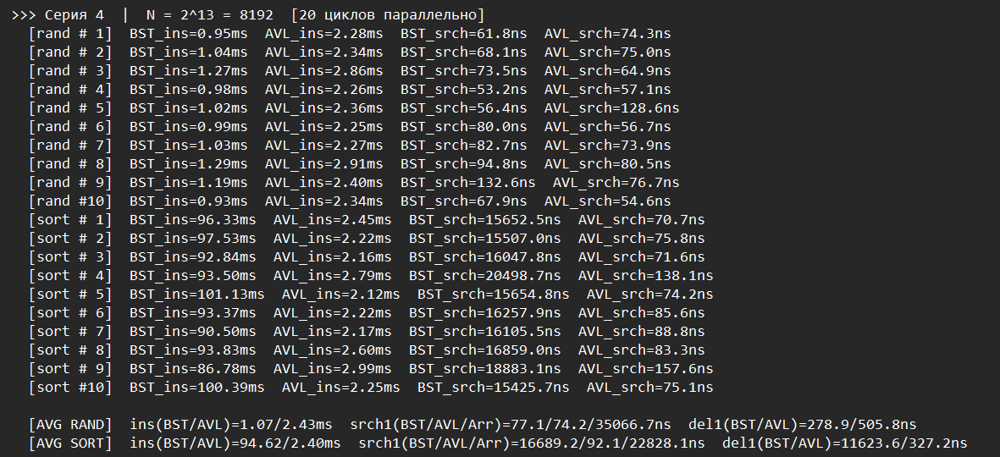 >>> Серия 4  |  N = 2^13 = 8192  [20 циклов параллельно]
[rand # 1]  BST_ins=0.95ms  AVL_ins=2.28ms  BST_srch=61.8ns  AVL_srch=74.3ns
[rand # 2]  BST_ins=1.04ms  AVL_ins=2.34ms  BST_srch=68.1ns  AVL_srch=75.0ns
[rand # 3]  BST_ins=1.27ms  AVL_ins=2.86ms  BST_srch=73.5ns  AVL_srch=64.9ns
[rand # 4]  BST_ins=0.98ms  AVL_ins=2.26ms  BST_srch=53.2ns  AVL_srch=57.1ns
[rand # 5]  BST_ins=1.02ms  AVL_ins=2.36ms  BST_srch=56.4ns  AVL_srch=128.6ns
[rand # 6]  BST_ins=0.99ms  AVL_ins=2.25ms  BST_srch=80.0ns  AVL_srch=56.7ns
[rand # 7]  BST_ins=1.03ms  AVL_ins=2.27ms  BST_srch=82.7ns  AVL_srch=73.9ns
[rand # 8]  BST_ins=1.29ms  AVL_ins=2.91ms  BST_srch=94.8ns  AVL_srch=80.5ns
[rand # 9]  BST_ins=1.19ms  AVL_ins=2.40ms  BST_srch=132.6ns  AVL_srch=76.7ns
[rand #10]  BST_ins=0.93ms  AVL_ins=2.34ms  BST_srch=67.9ns  AVL_srch=54.6ns
[sort # 1]  BST_ins=96.33ms  AVL_ins=2.45ms  BST_srch=15652.5ns  AVL_srch=70.7ns
[sort # 2]  BST_ins=97.53ms  AVL_ins=2.22ms  BST_srch=15507.0ns  AVL_srch=75.8ns
[sort # 3]  BST_ins=92.84ms  AVL_ins=2.16ms  BST_srch=16047.8ns  AVL_srch=71.6ns
[sort # 4]  BST_ins=93.50ms  AVL_ins=2.79ms  BST_srch=20498.7ns  AVL_srch=138.1ns
[sort # 5]  BST_ins=101.13ms  AVL_ins=2.12ms  BST_srch=15654.8ns  AVL_srch=74.2ns
[sort # 6]  BST_ins=93.37ms  AVL_ins=2.22ms  BST_srch=16257.9ns  AVL_srch=85.6ns
[sort # 7]  BST_ins=90.50ms  AVL_ins=2.17ms  BST_srch=16105.5ns  AVL_srch=88.8ns
[sort # 8]  BST_ins=93.83ms  AVL_ins=2.60ms  BST_srch=16859.0ns  AVL_srch=83.3ns
[sort # 9]  BST_ins=86.78ms  AVL_ins=2.99ms  BST_srch=18883.1ns  AVL_srch=157.6ns
[sort #10]  BST_ins=100.39ms  AVL_ins=2.25ms  BST_srch=15425.7ns  AVL_srch=75.1ns
[AVG RAND]  ins(BST/AVL)=1.07/2.43ms  srch1(BST/AVL/Arr)=77.1/74.2/35066.7ns  del1(BST/AVL)=278.9/505.8ns
[AVG SORT]  ins(BST/AVL)=94.62/2.40ms  srch1(BST/AVL/Arr)=16689.2/92.1/22828.1ns  del1(BST/AVL)=11623.6/327.2ns